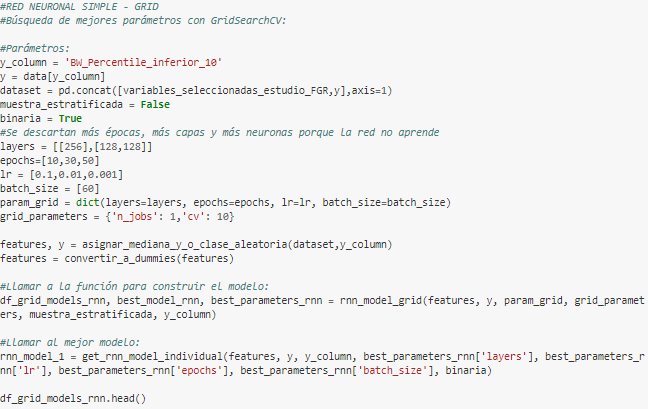 #RED NEURONAL SIMPLE - GRID
#Búsqueda de mejores parámetros con GridSearchCV:
#Parámetros:
y_column = 'BW_Percentile_inferior_10'
y = data[y_column]
dataset = pd.concat([variables_seleccionadas_estudio_FGR,y],axis=1)
muestra_estratificada = False
binaria = True
#Se descartan más épocas, más capas y más neuronas porque la red no aprende
layers = [[256],[128,128]]
epochs=[10,30,50]
lr = [0.1,0.01,0.001]
batch_size = [60]
param_grid = dict(layers=layers, epochs=epochs, lr=lr, batch_size=batch_size)
grid_parameters = {'n_jobs': 1,'cv': 10}
features, y = asignar_mediana_y_o_clase_aleatoria(dataset,y_column)
features = convertir_a_dummies(features)
#Llamar a la función para construir el modelo:
df_grid_models_rnn, best_model_rnn, best_parameters_rnn = rnn_model_grid(features, y, param_grid, grid_paramet
ers, muestra_estratificada, y_column)
#Llamar al mejor modelo:
rnn_model_1 = get_rnn_model_individual(features, y, y_column, best_parameters_rnn['layers'], best_parameters_r
nn['lr'], best_parameters_rnn['epochs'], best_parameters_rnn['batch_size'], binaria)
df_grid_models_rnn.head()